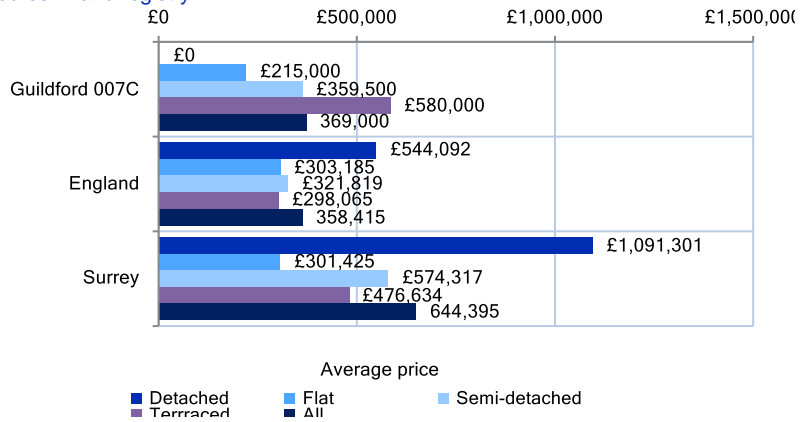 £0 £500,000 £1,000,000 £1,500,000
£0
£215,000
Guildford 007C £359,500
£580,000
369,000
£544,092
£303,185
England £321,819
£298,065
358,415
£1,091,301
£301,425
Surrey £574,317
£476,634
644,395
Average price
Detached Flat Semi-detached
Terrraced All